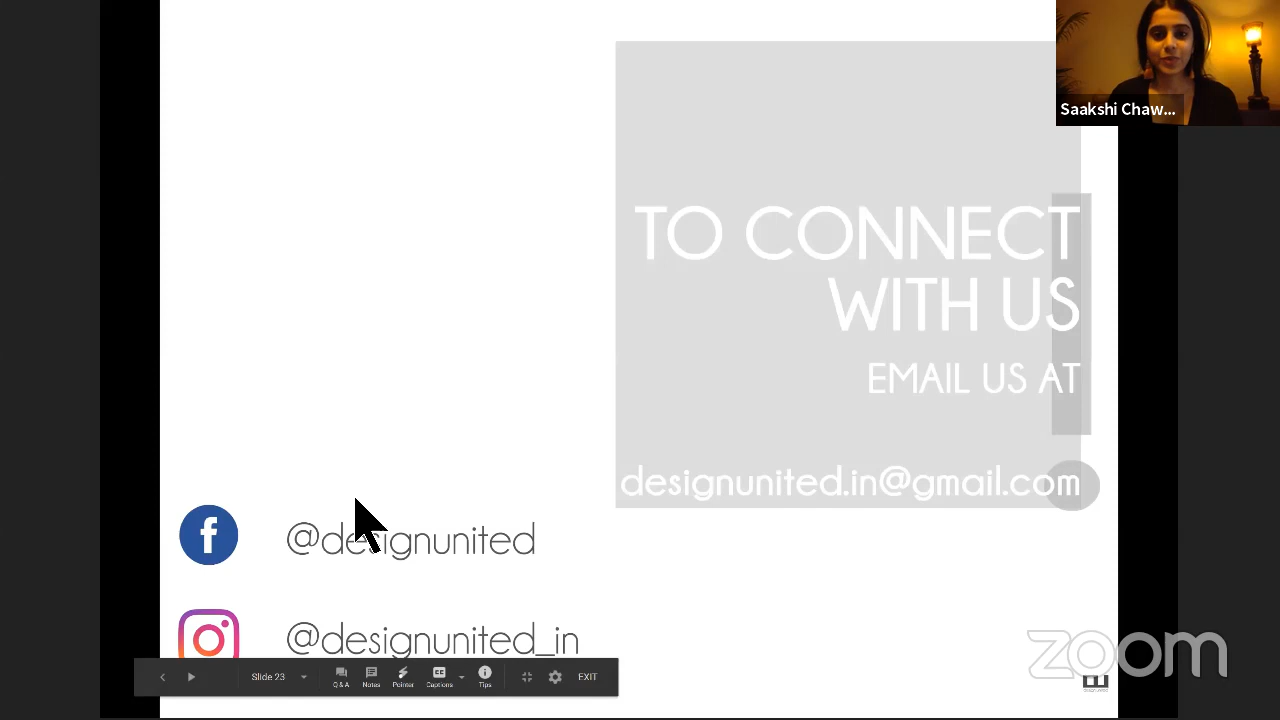 Saakshi Chaw...
TO CONNECT
WITH US
EMAIL US AT
designunited.in@gmail.com
@designunited
@designunited_in
Slide 23
Q & A
Notes
Pointer
Captions
Tips
EXIT
zoom